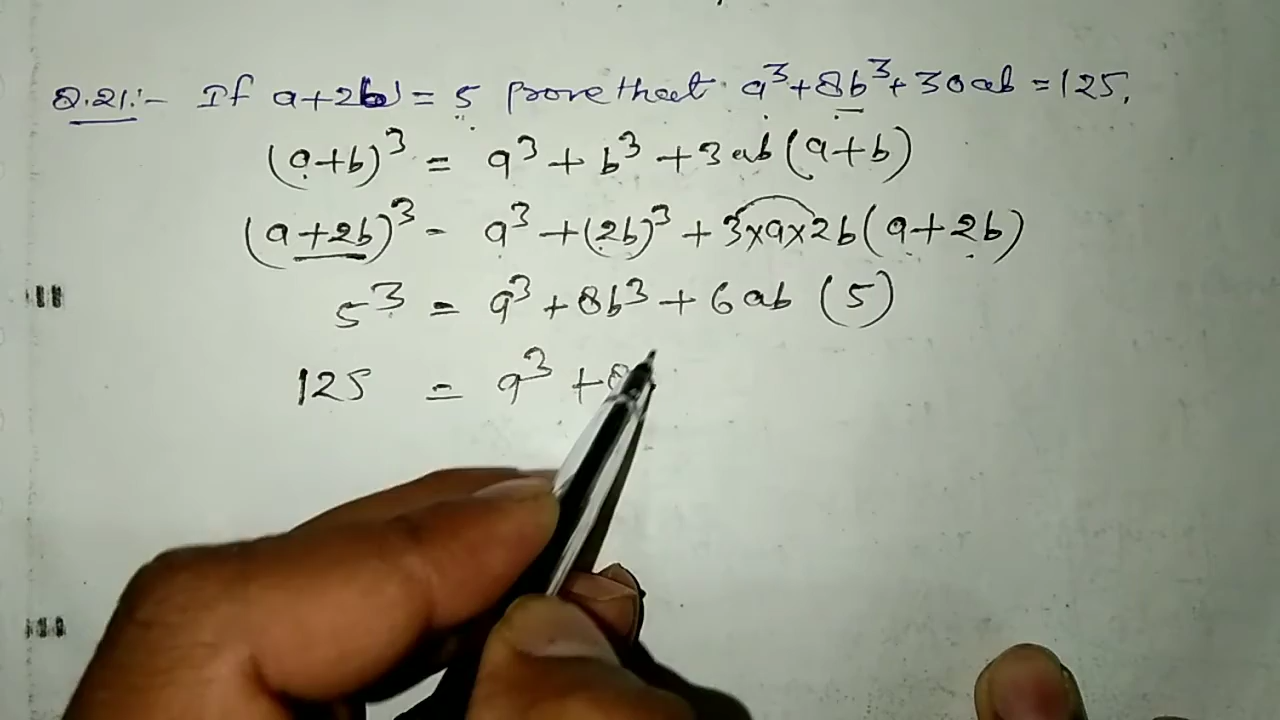 Q.21:- If a+2b = 5 prove that a³+8b³+30ab = 125.
(a+b)³ = a³ + b³ + 3ab(a+b)
(a+2b)³ - a³ + (2b)³ + 3×a×2b(a+2b)
5³ = a³ + 8b³ + 6ab (5)
125 = a³ + 8